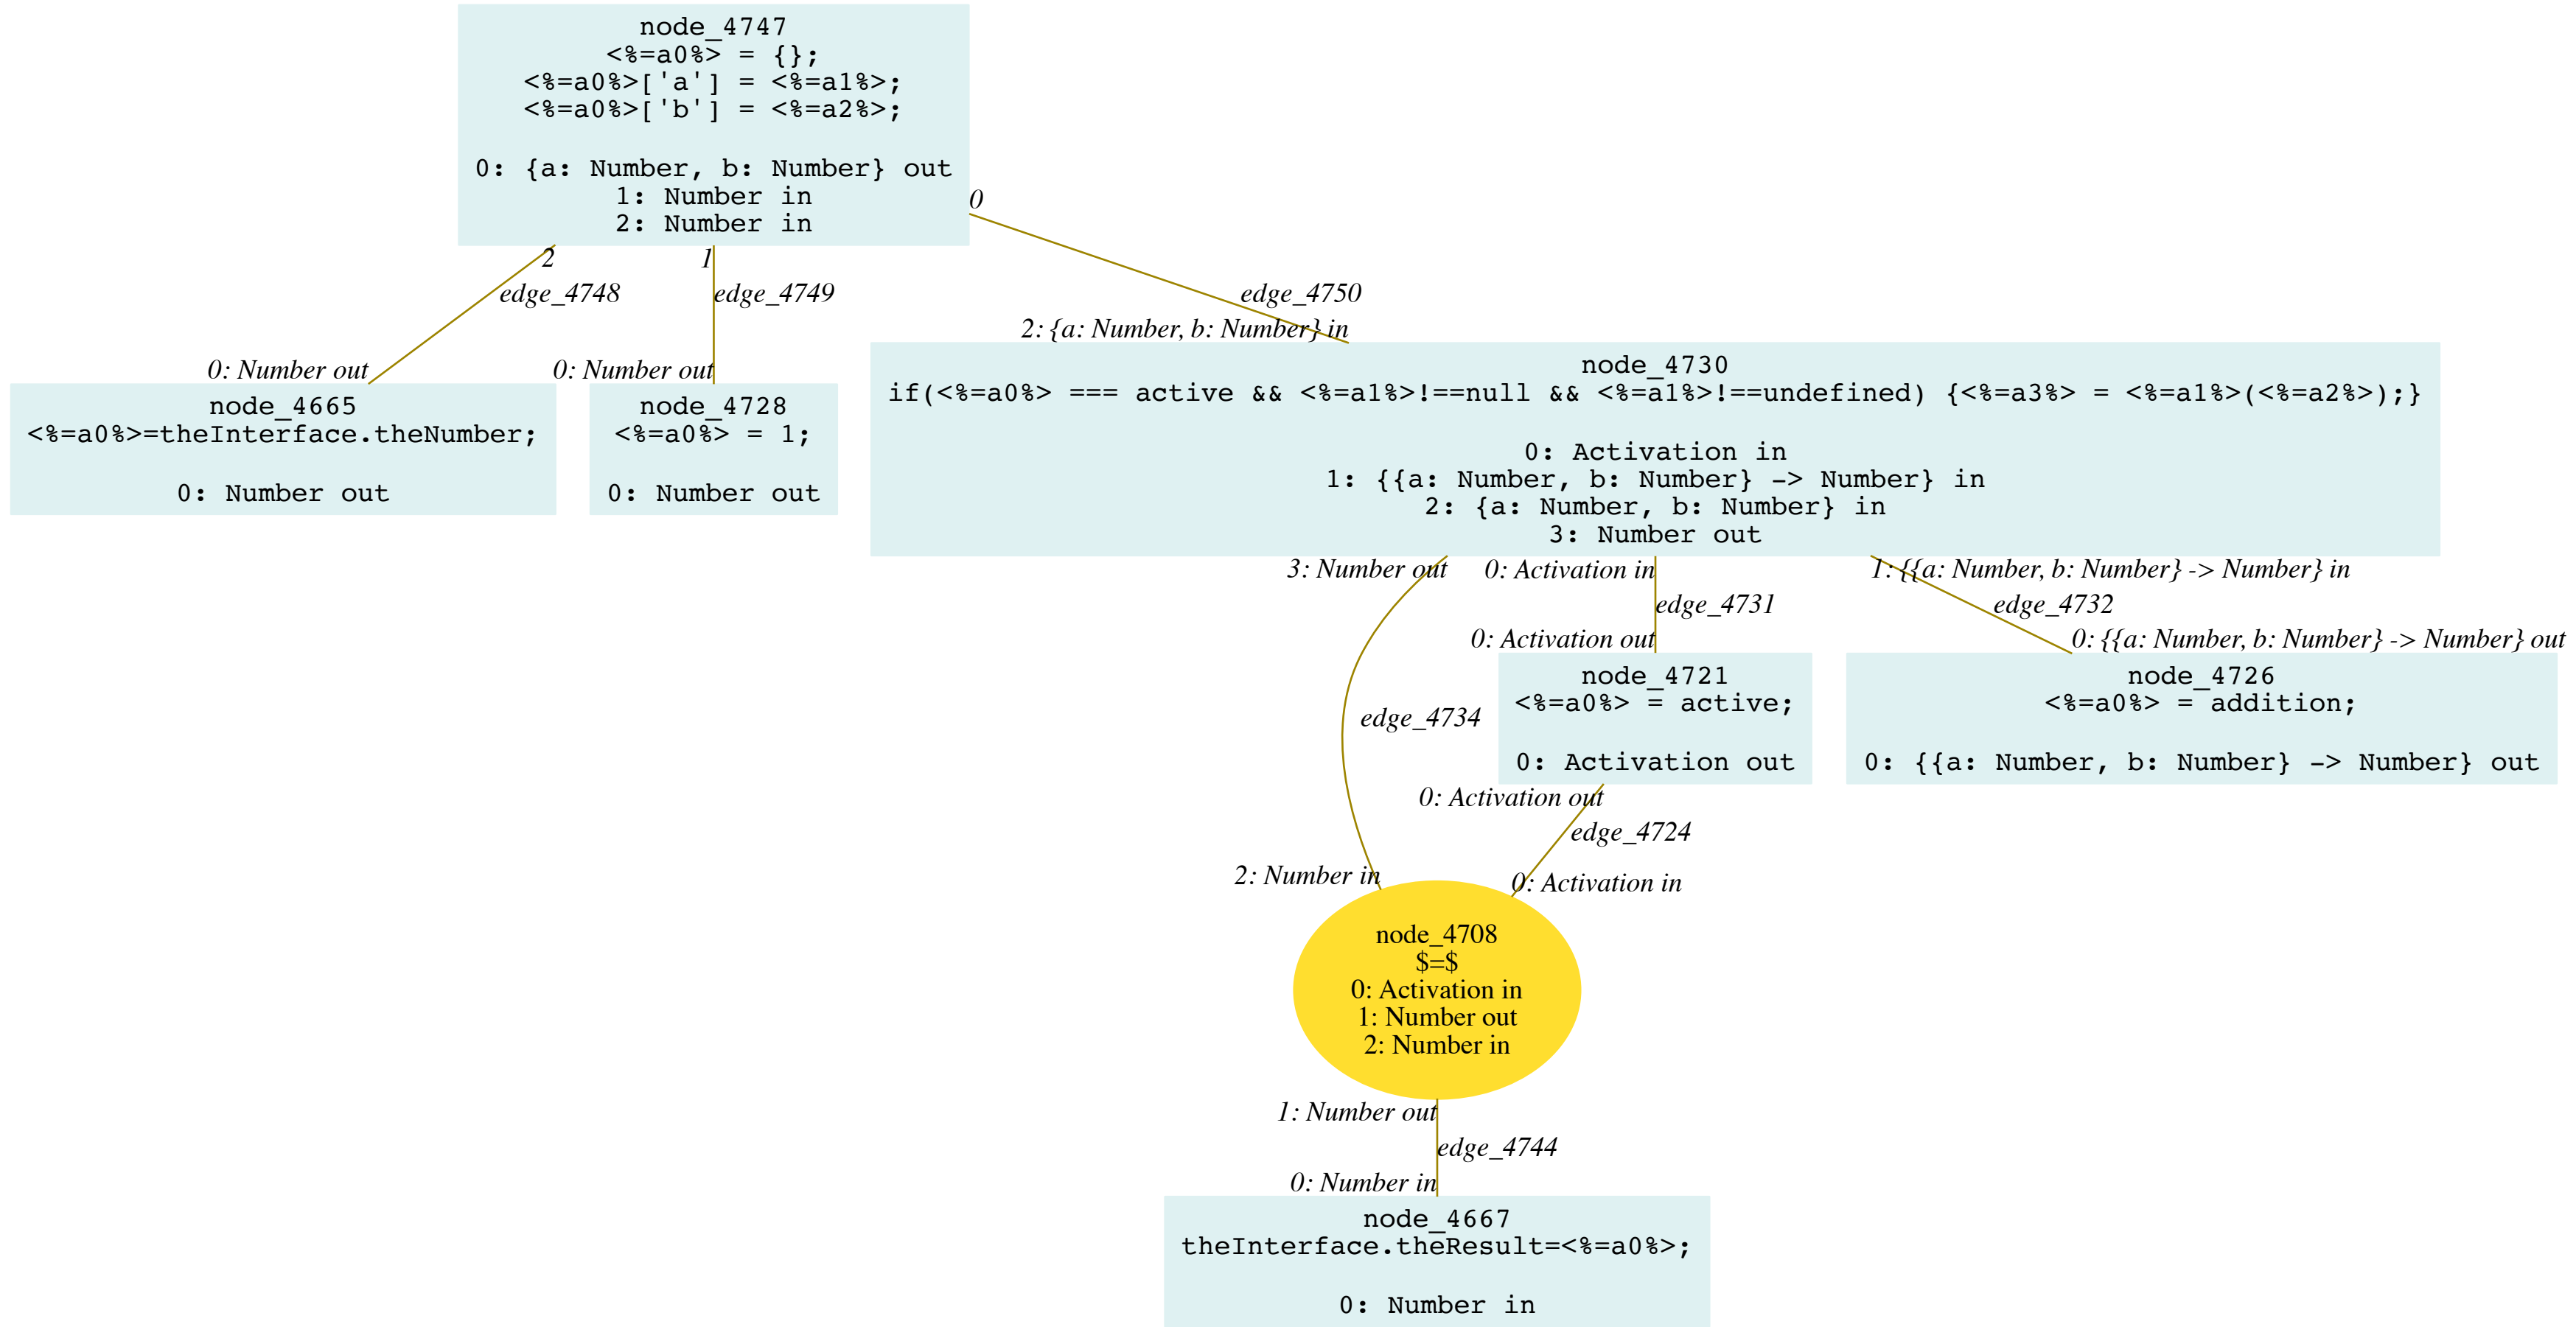 node_4747
<%=a0%> = {};
<%=a0%>['a'] = <%=a1%>;
<%=a0%>['b'] = <%=a2%>;
0: {a: Number, b: Number} out
1: Number in
2: Number in
0
2
1
edge_4748
edge_4749
edge_4750
2: {a: Number, b: Number} in
0: Number out
0: Number out
node_4665
<%=a0%>=theInterface.theNumber;
0: Number out
node_4728
<%=a0%> = 1;
0: Number out
node_4730
if(<%=a0%> === active && <%=a1%>!==null && <%=a1%>!==undefined) {<%=a3%> = <%=a1%>(<%=a2%>);}
0: Activation in
1: {{a: Number, b: Number} -> Number} in
2: {a: Number, b: Number} in
3: Number out
3: Number out
0: Activation in
1: {{a: Number, b: Number} -> Number} in
edge_4731
edge_4732
0: Activation out
0: {{a: Number, b: Number} -> Number} out
node_4721
<%=a0%> = active;
0: Activation out
node_4726
<%=a0%> = addition;
0: {{a: Number, b: Number} -> Number} out
edge_4734
0: Activation out
edge_4724
2: Number in
0: Activation in
node_4708
$=$
0: Activation in
1: Number out
2: Number in
1: Number out
edge_4744
0: Number in
node_4667
theInterface.theResult=<%=a0%>;
0: Number in